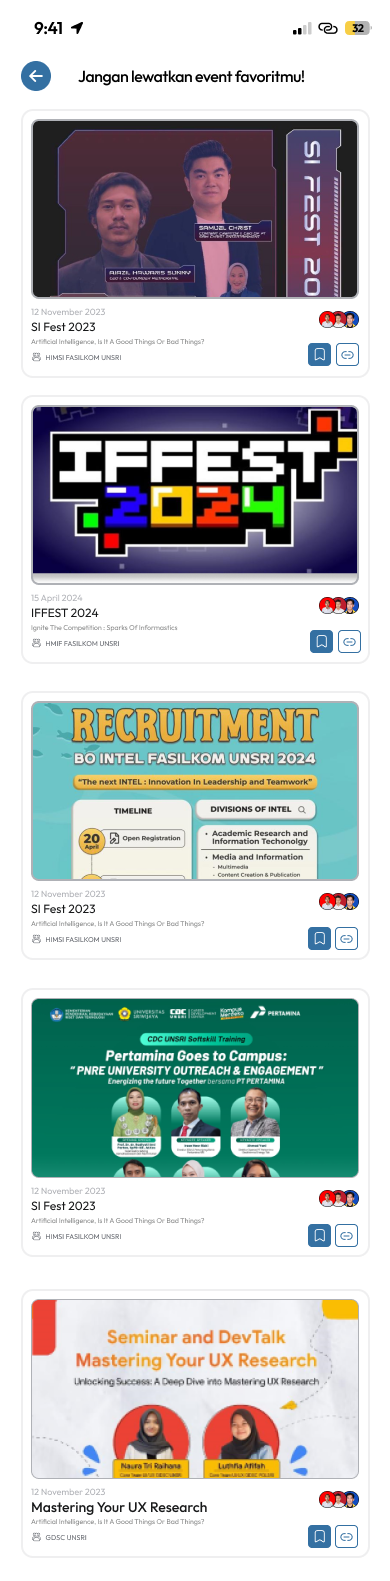 9:41
32
Jangan lewatkan event favoritmu!
SI FEST 20
SAMUEL CHRIST
AIRZIL HAWARIS SUNNY
12 November 2023
SI Fest 2023
Artificial Intelligence, Is It A Good Things Or Bad Things?
HIMSI FASILKOM UNSRI
IFFEST
2024
15 April 2024
IFFEST 2024
Ignite The Competition ; Sparks Of Informastics
HMIF FASILKOM UNSRI
RECRUITMENT
BO INTEL FASILKOM UNSRI 2024
"The next INTEL : Innovation In Leadership and Teamwork"
TIMELINE
20
April
Open Registration
DIVISIONS OF INTEL
• Academic Research and
Information Techonolgy
• Media and Information
- Multimedia
- Content Creation & Publication
12 November 2023
SI Fest 2023
Artificial Intelligence, Is It A Good Things Or Bad Things?
HIMSI FASILKOM UNSRI
UNIVERSITAS
SRIWIJAYA
CDC
UNSRI
Kampus
Merdeka
PERTAMINA
CDC UNSRI Softskill Training
Pertamina Goes to Campus:
"PNRE UNIVERSITY OUTREACH & ENGAGEMENT"
Energizing the future Together bersama PT PERTAMINA
12 November 2023
SI Fest 2023
Artificial Intelligence, Is It A Good Things Or Bad Things?
HIMSI FASILKOM UNSRI
Seminar and DevTalk
Mastering Your UX Research
Unlocking Success: A Deep Dive into Mastering UX Research
Naura Tri Raihana
Luthfia Afifah
12 November 2023
Mastering Your UX Research
Artificial Intelligence, Is It A Good Things Or Bad Things?
GDSC UNSRI